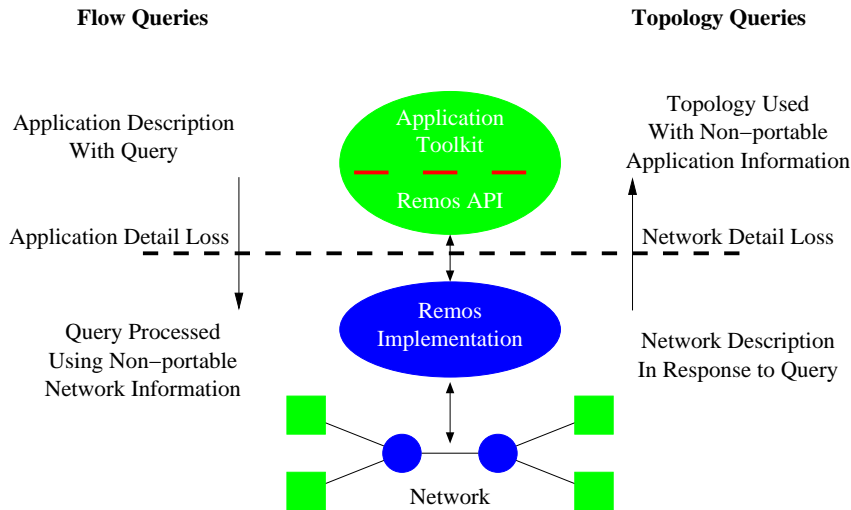 Flow Queries
Topology Queries
Application Description
With Query
Application Detail Loss
Query Processed
Using Non−portable
Network Information
Application
Toolkit
Remos API
Remos
Implementation
Network
Topology Used
With Non−portable
Application Information
Network Detail Loss
Network Description
In Response to Query